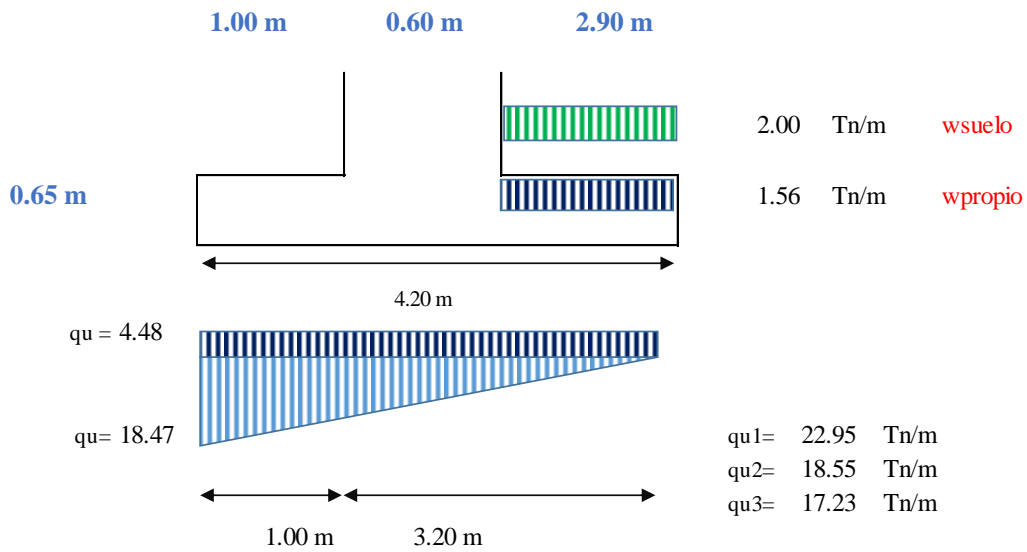 1.00 m 0.60 m 2.90 m
2.00 Tn/m wsuelo
0.65 m 1.56 Tn/m wpropio
4.20 m
qu = 4.48
qu= 18.47
qu1= 22.95 Tn/m
qu2= 18.55 Tn/m
qu3= 17.23 Tn/m
1.00 m 3.20 m